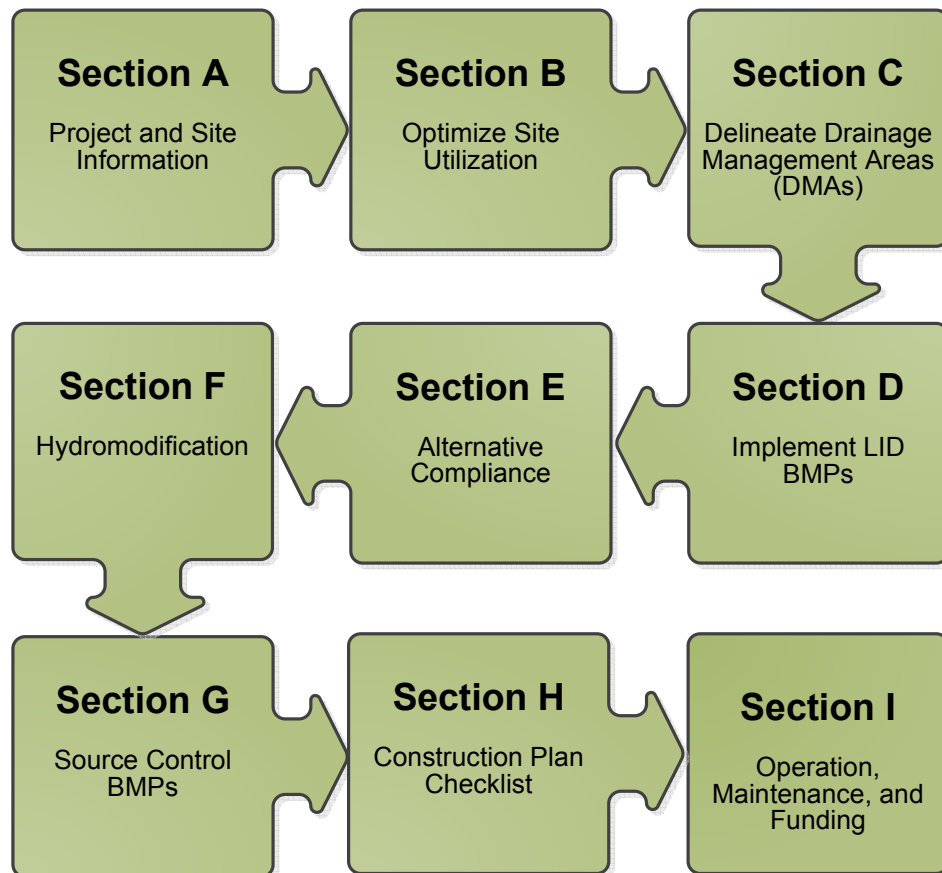 Section A
Project and Site
Information
Section B
Optimize Site
Utilization
Section C
Delineate Drainage
Management Areas
(DMAs)
Section D
Implement LID
BMPs
Section E
Alternative
Compliance
Section F
Hydromodification
Section G
Source Control
BMPs
Section H
Construction Plan
Checklist
Section I
Operation,
Maintenance, and
Funding